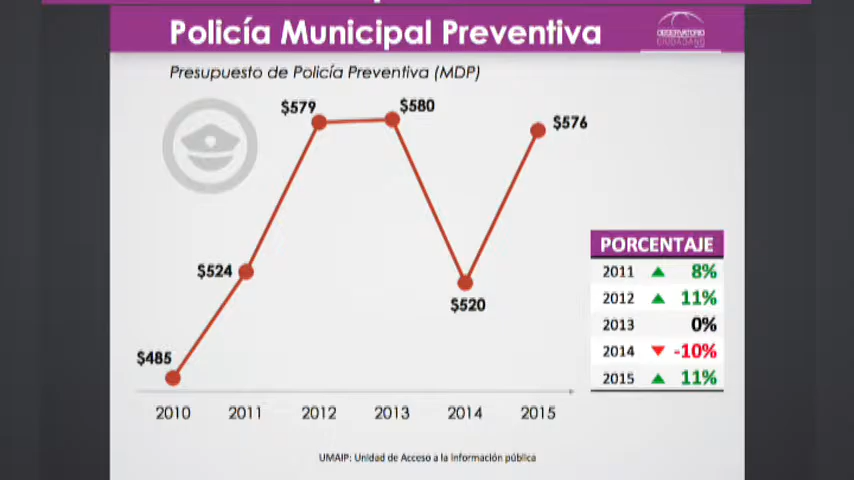 Policía Municipal Preventiva
OBSERVATORIO
CIUDADANO
Presupuesto de Policía Preventiva (MDP)
$579
$580
$576
$524
$520
$485
PORCENTAJE
2011 ▲ 8%
2012 ▲ 11%
2013 0%
2014 ▼ -10%
2015 ▲ 11%
2010 2011 2012 2013 2014 2015
UMAIP: Unidad de Acceso a la Información pública